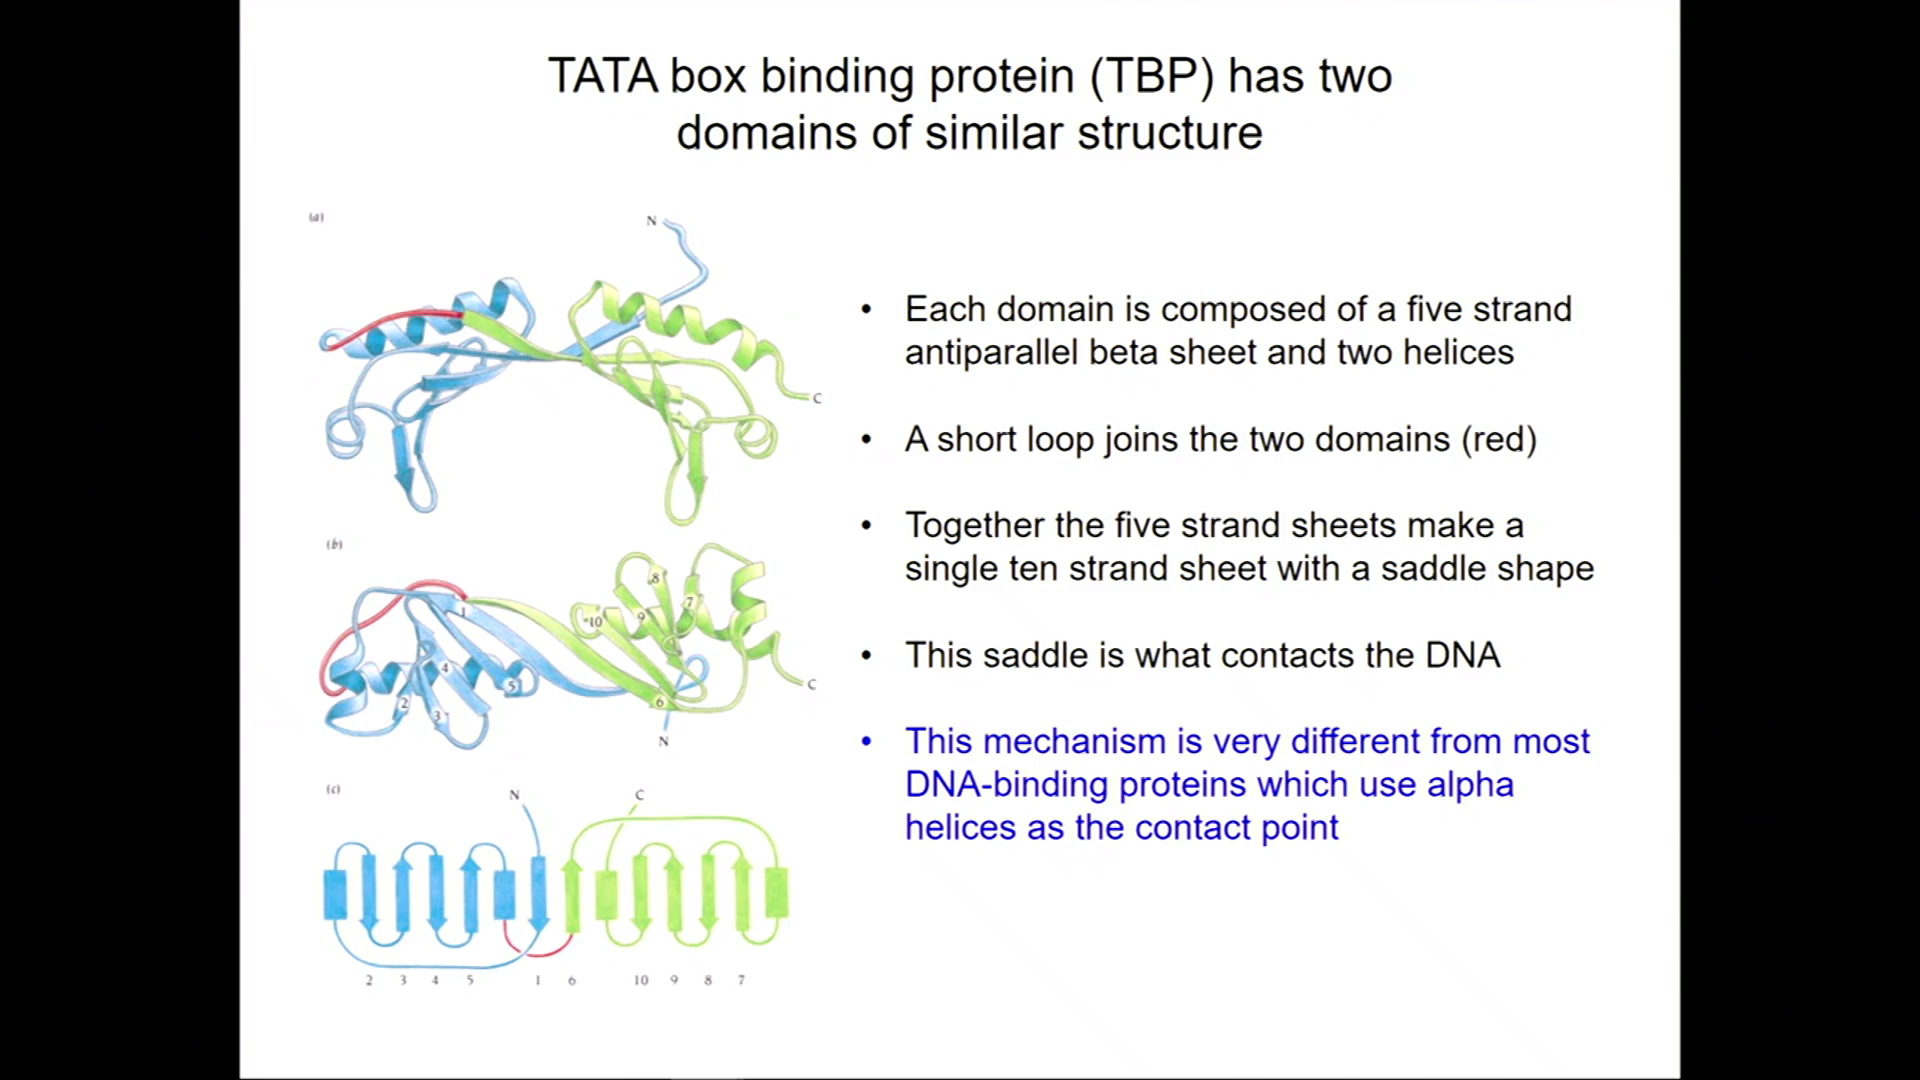 TATA box binding protein (TBP) has two
domains of similar structure
(a)
N
C
(b)
8
7
10
9
1
4
5
2
3
6
C
N
(c)
N
C
2 3 4 5 1 6 10 9 8 7
• Each domain is composed of a five strand
antiparallel beta sheet and two helices
• A short loop joins the two domains (red)
• Together the five strand sheets make a
single ten strand sheet with a saddle shape
• This saddle is what contacts the DNA
• This mechanism is very different from most
DNA-binding proteins which use alpha
helices as the contact point